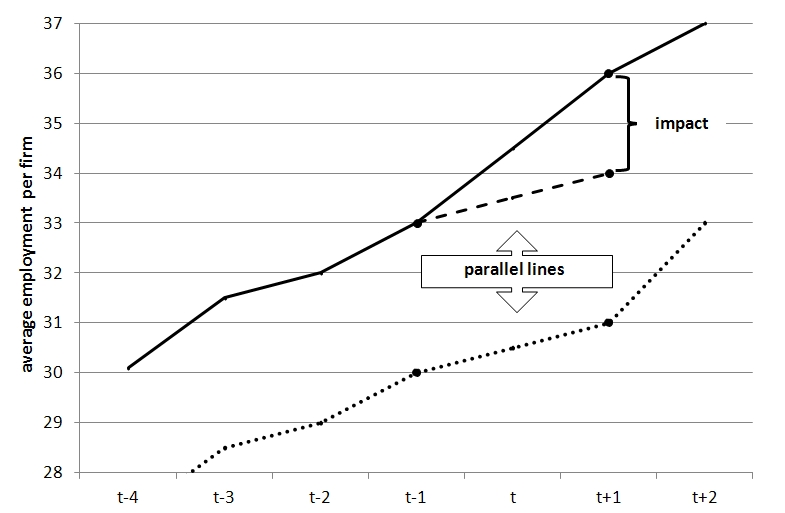 37
36
35
34
33
32
31
30
29
28
average employment per firm
impact
parallel lines
t-4 t-3 t-2 t-1 t t+1 t+2